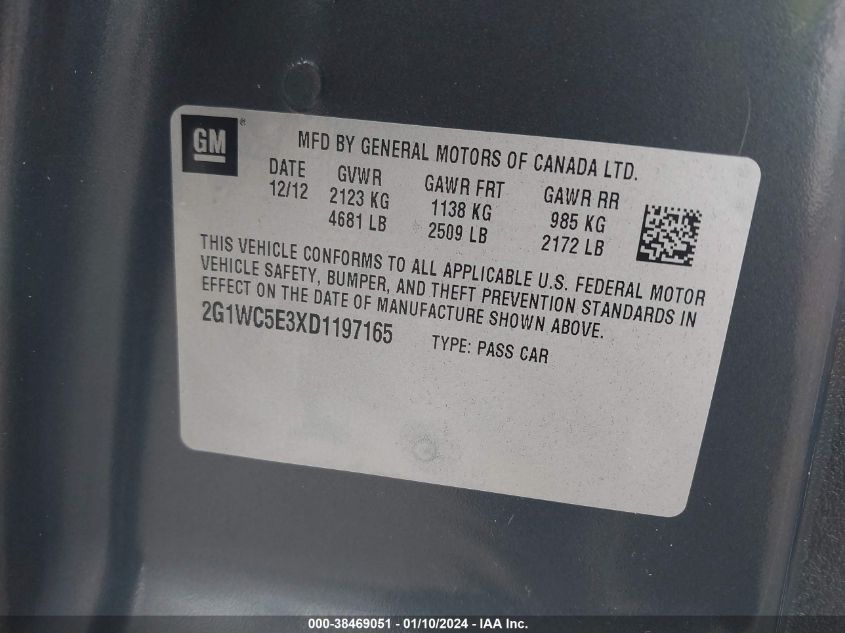 GM®
MFD BY GENERAL MOTORS OF CANADA LTD.
DATE GVWR GAWR FRT GAWR RR
12/12 2123 KG 1138 KG 985 KG
4681 LB 2509 LB 2172 LB
THIS VEHICLE CONFORMS TO ALL APPLICABLE U.S. FEDERAL MOTOR
VEHICLE SAFETY, BUMPER, AND THEFT PREVENTION STANDARDS IN
EFFECT ON THE DATE OF MANUFACTURE SHOWN ABOVE.
2G1WC5E3XD1197165 TYPE: PASS CAR
000-38469051 - 01/10/2024 - IAA Inc.